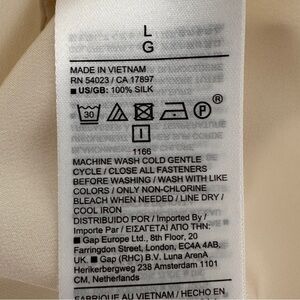 L
G
MADE IN VIETNAM
RN 54023 / CA 17897
■ US/GB: 100% SILK
30
P
®
I
1166
MACHINE WASH COLD GENTLE
CYCLE / CLOSE ALL FASTENERS
BEFORE WASHING / WASH WITH LIKE
COLORS / ONLY NON-CHLORINE
BLEACH WHEN NEEDED / LINE DRY /
COOL IRON
DISTRIBUIDO POR / Imported By /
Importe Par / ΕΙΣΑΓΕΤΑΙ ΑΠΟ ΤΗΝ:
■ Gap Europe Ltd., 8th Floor, 20
Farringdon Street, London, EC4A 4AB,
UK. ■ Gap (RHC) B.V. Luna ArenA
Herikerbergweg 238 Amsterdam 1101
CM, Netherlands
FABRIQUÉ AU VIETNAM / HECHO EN